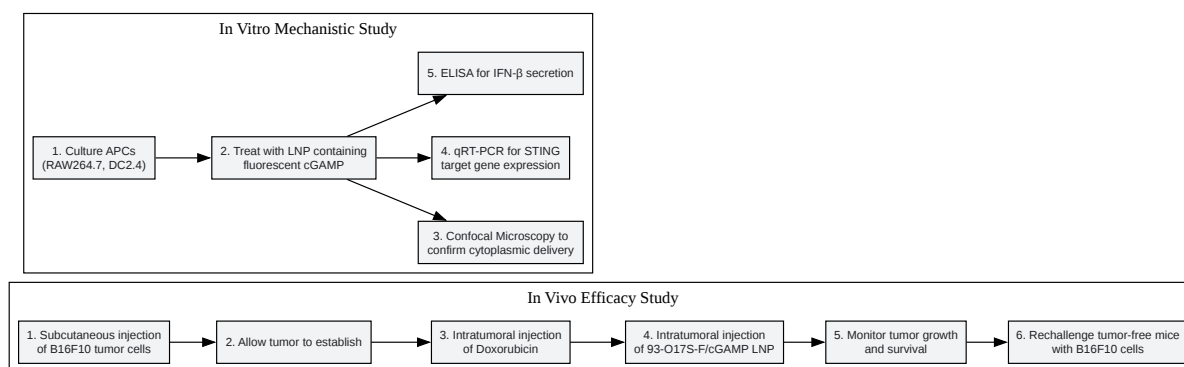 In Vitro Mechanistic Study
5. ELISA for IFN-β secretion
1. Culture APCs
(RAW264.7, DC2.4)
2. Treat with LNP containing
fluorescent cGAMP
4. qRT-PCR for STING
target gene expression
3. Confocal Microscopy to
confirm cytoplasmic delivery
In Vivo Efficacy Study
1. Subcutaneous injection
of B16F10 tumor cells
2. Allow tumor to establish
3. Intratumoral injection
of Doxorubicin
4. Intratumoral injection
of 93-O17S-F/cGAMP LNP
5. Monitor tumor growth
and survival
6. Rechallenge tumor-free mice
with B16F10 cells